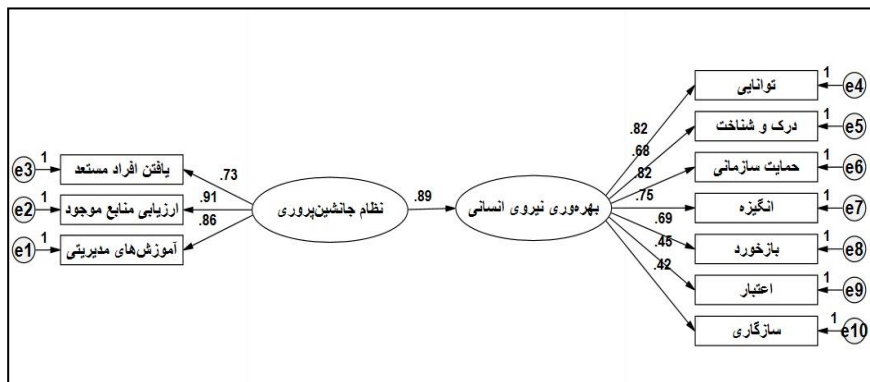 1
e4
توانایی
.82
1
e5
درک و شناخت
.68
1
e6
حمایت سازمانی
.82
1
e7
انگیزه
.75
1
e8
بازخورد
.69
1
e9
اعتبار
.45
1
e10
سازگاری
.42
بهره‌وری نیروی انسانی
.89
نظام جانشین‌پروری
.73
یافتن افراد مستعد
1
e3
.91
ارزیابی منابع موجود
1
e2
.86
آموزش‌های مدیریتی
1
e1